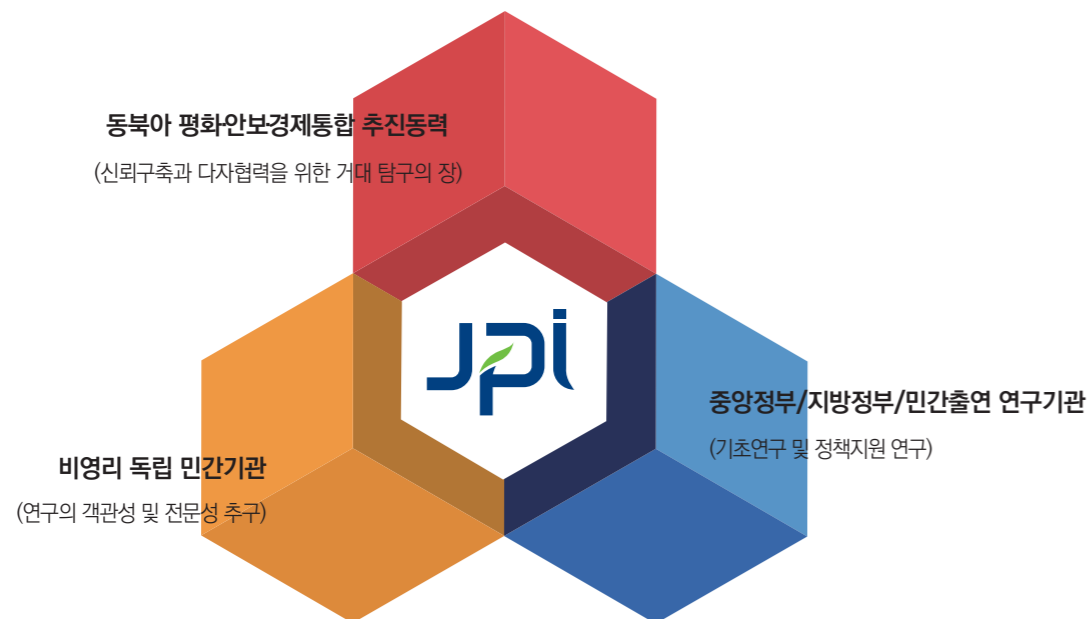 동북아 평화·안보·경제통합 추진동력
(신뢰구축과 다자협력을 위한 거대 탐구의 장)
JPI
중앙정부/지방정부/민간출연 연구기관
(기초연구 및 정책지원 연구)
비영리 독립 민간기관
(연구의 객관성 및 전문성 추구)